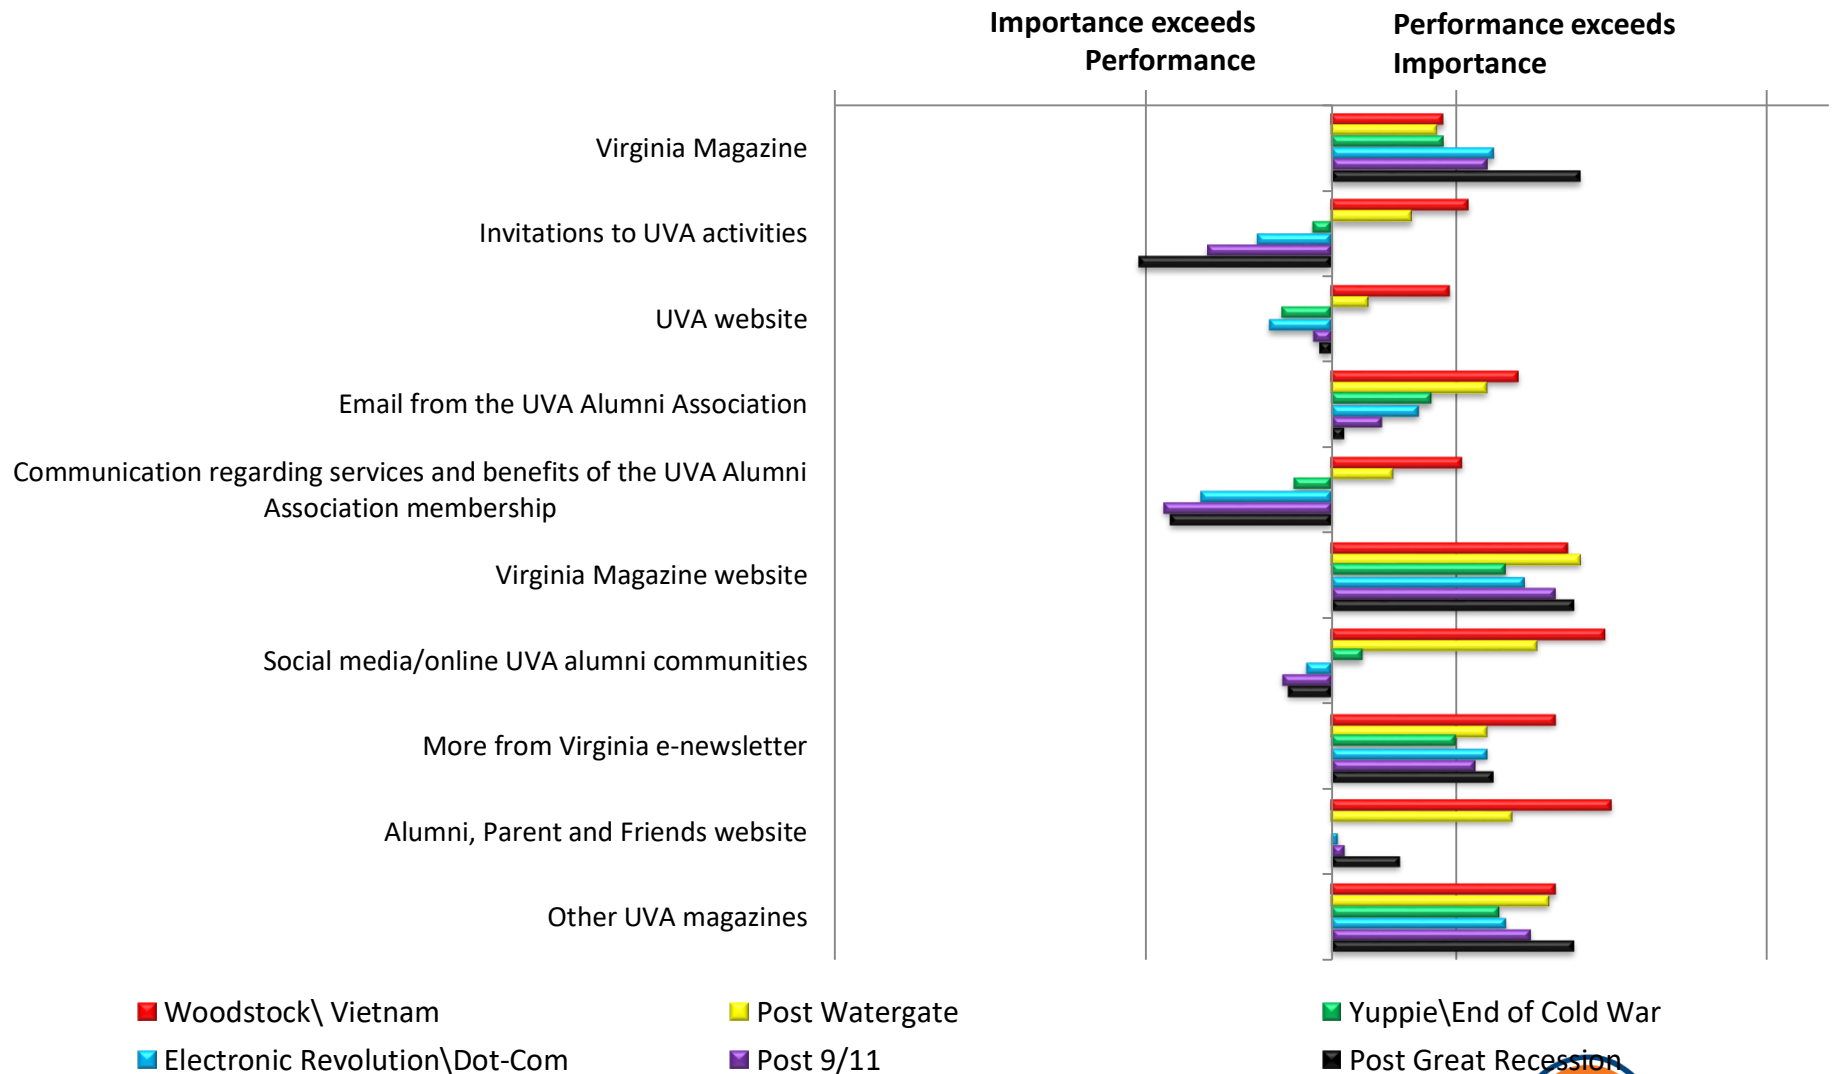 Importance exceeds
Performance
Performance exceeds
Importance
Virginia Magazine
Invitations to UVA activities
UVA website
Email from the UVA Alumni Association
Communication regarding services and benefits of the UVA Alumni
Association membership
Virginia Magazine website
Social media/online UVA alumni communities
More from Virginia e-newsletter
Alumni, Parent and Friends website
Other UVA magazines
Woodstock\ Vietnam
Post Watergate
Yuppie\End of Cold War
Electronic Revolution\Dot-Com
Post 9/11
Post Great Recession